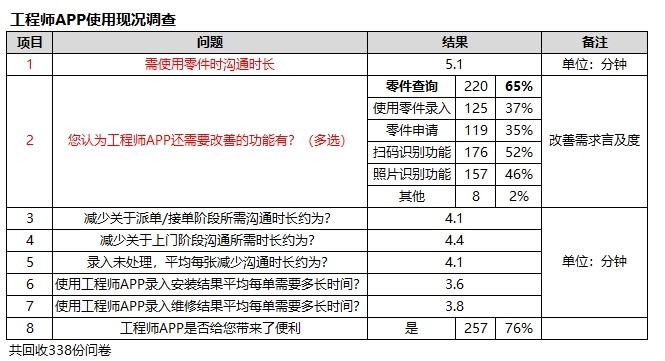 工程师APP使用现况调查
项目 问题 结果 备注
1 需使用零件时沟通时长 5.1 单位：分钟
2 您认为工程师APP还需要改善的功能有？（多选） 改善需求言及度
零件查询 220 65%
使用零件录入 125 37%
零件申请 119 35%
扫码识别功能 176 52%
照片识别功能 157 46%
其他 8 2%
3 减少关于派单/接单阶段所需沟通时长约为？ 4.1
4 减少关于上门阶段沟通所需时长约为？ 4.4
5 录入未处理，平均每张减少沟通时长约为？ 4.1 单位：分钟
6 使用工程师APP录入安装结果平均每单需要多长时间？ 3.6
7 使用工程师APP录入维修结果平均每单需要多长时间？ 3.8
8 工程师APP是否给您带来了便利 是 257 76%
共回收338份问卷